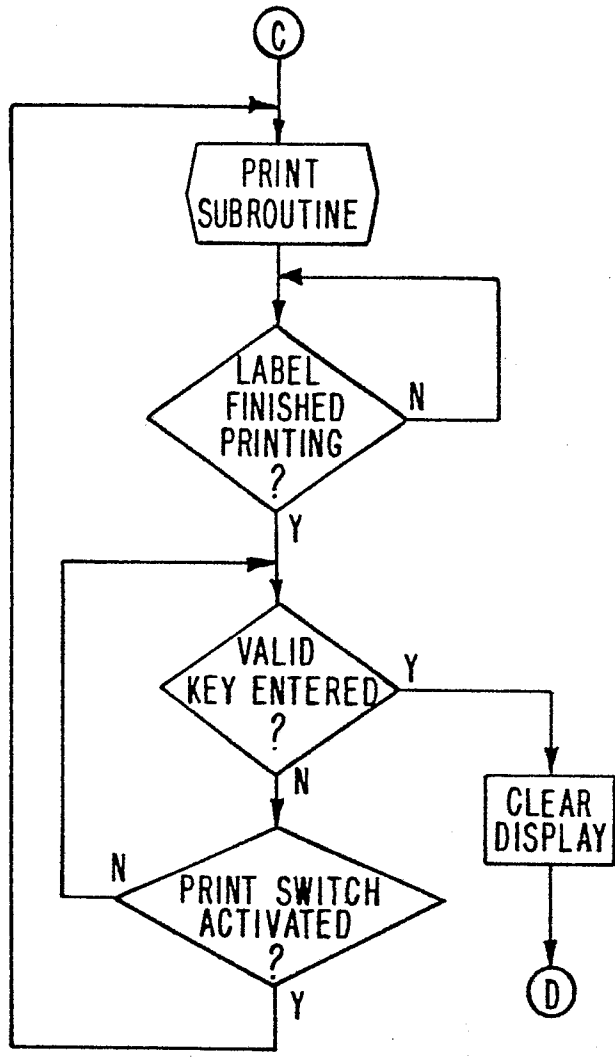 C
PRINT
SUBROUTINE
LABEL
FINISHED
PRINTING
?
N
Y
VALID
KEY ENTERED
?
Y
N
CLEAR
DISPLAY
N
PRINT SWITCH
ACTIVATED
?
Y
D